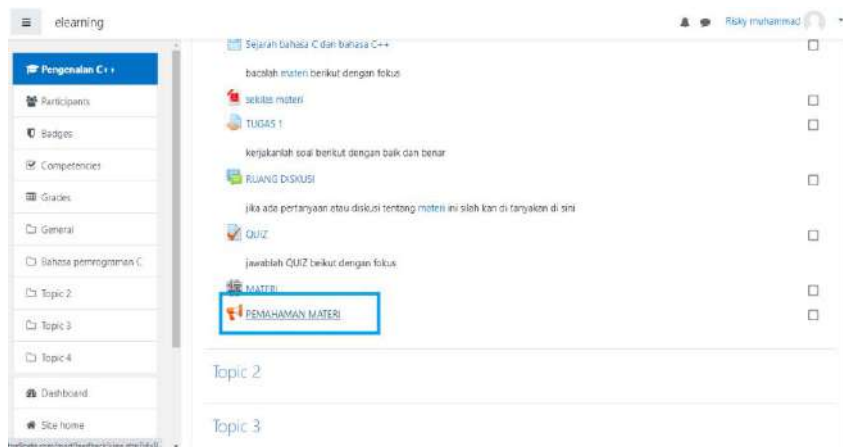 elearning
Risky muhammad
Pengenalan C++
Participants
Badges
Competencies
Grades
General
Bahasa pemrograman C
Topic 2
Topic 3
Topic 4
Dashboard
Site home
Sejarah bahasa C dan bahasa C++
bacalah materi berikut dengan fokus
sekilas materi
TUGAS 1
kerjakanlah soal berikut dengan baik dan benar
RUANG DISKUSI
jika ada pertanyaan atau diskusi tentang materi ini silah kan di tanyakan di sini
QUIZ
jawablah QUIZ beikut dengan fokus
MATERI
PEMAHAMAN MATERI
Topic 2
Topic 3